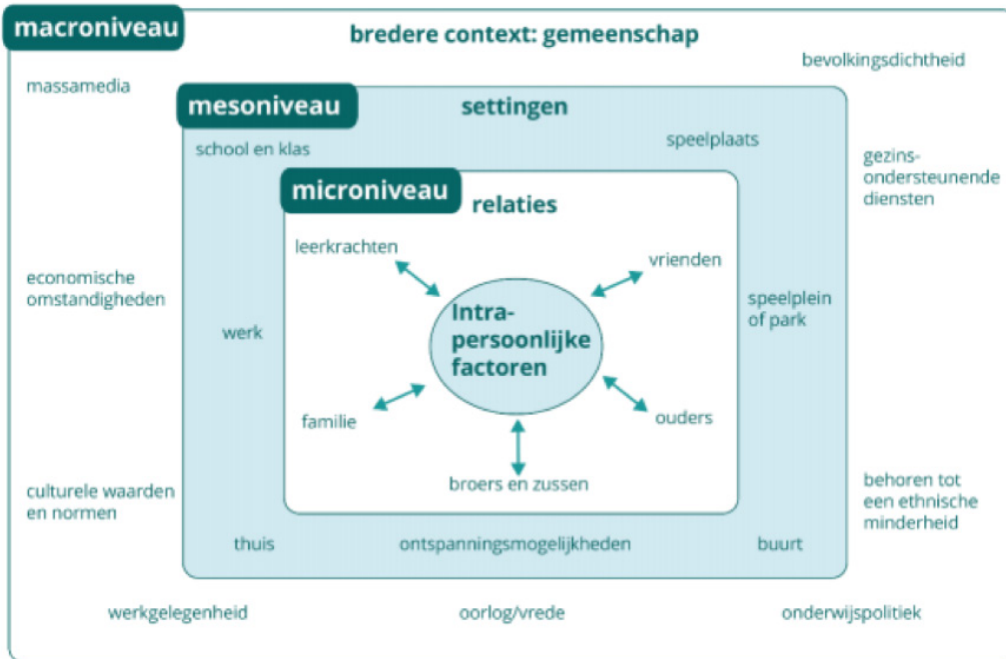 macroniveau
bredere context: gemeenschap
bevolkingsdichtheid
massamedia
mesoniveau
settingen
school en klas
speelplaats
gezins-
ondersteunende
diensten
microniveau
relaties
leerkrachten
vrienden
economische
omstandigheden
werk
Intra-
persoonlijke
factoren
speelplein
of park
familie
ouders
broers en zussen
culturele waarden
en normen
behoren tot
een ethnische
minderheid
thuis
ontspanningsmogelijkheden
buurt
werkgelegenheid
oorlog/vrede
onderwijspolitiek